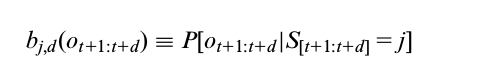 b_{j,d}(o_{t+1:t+d}) ≡ P[o_{t+1:t+d}|S_{[t+1:t+d]} = j]